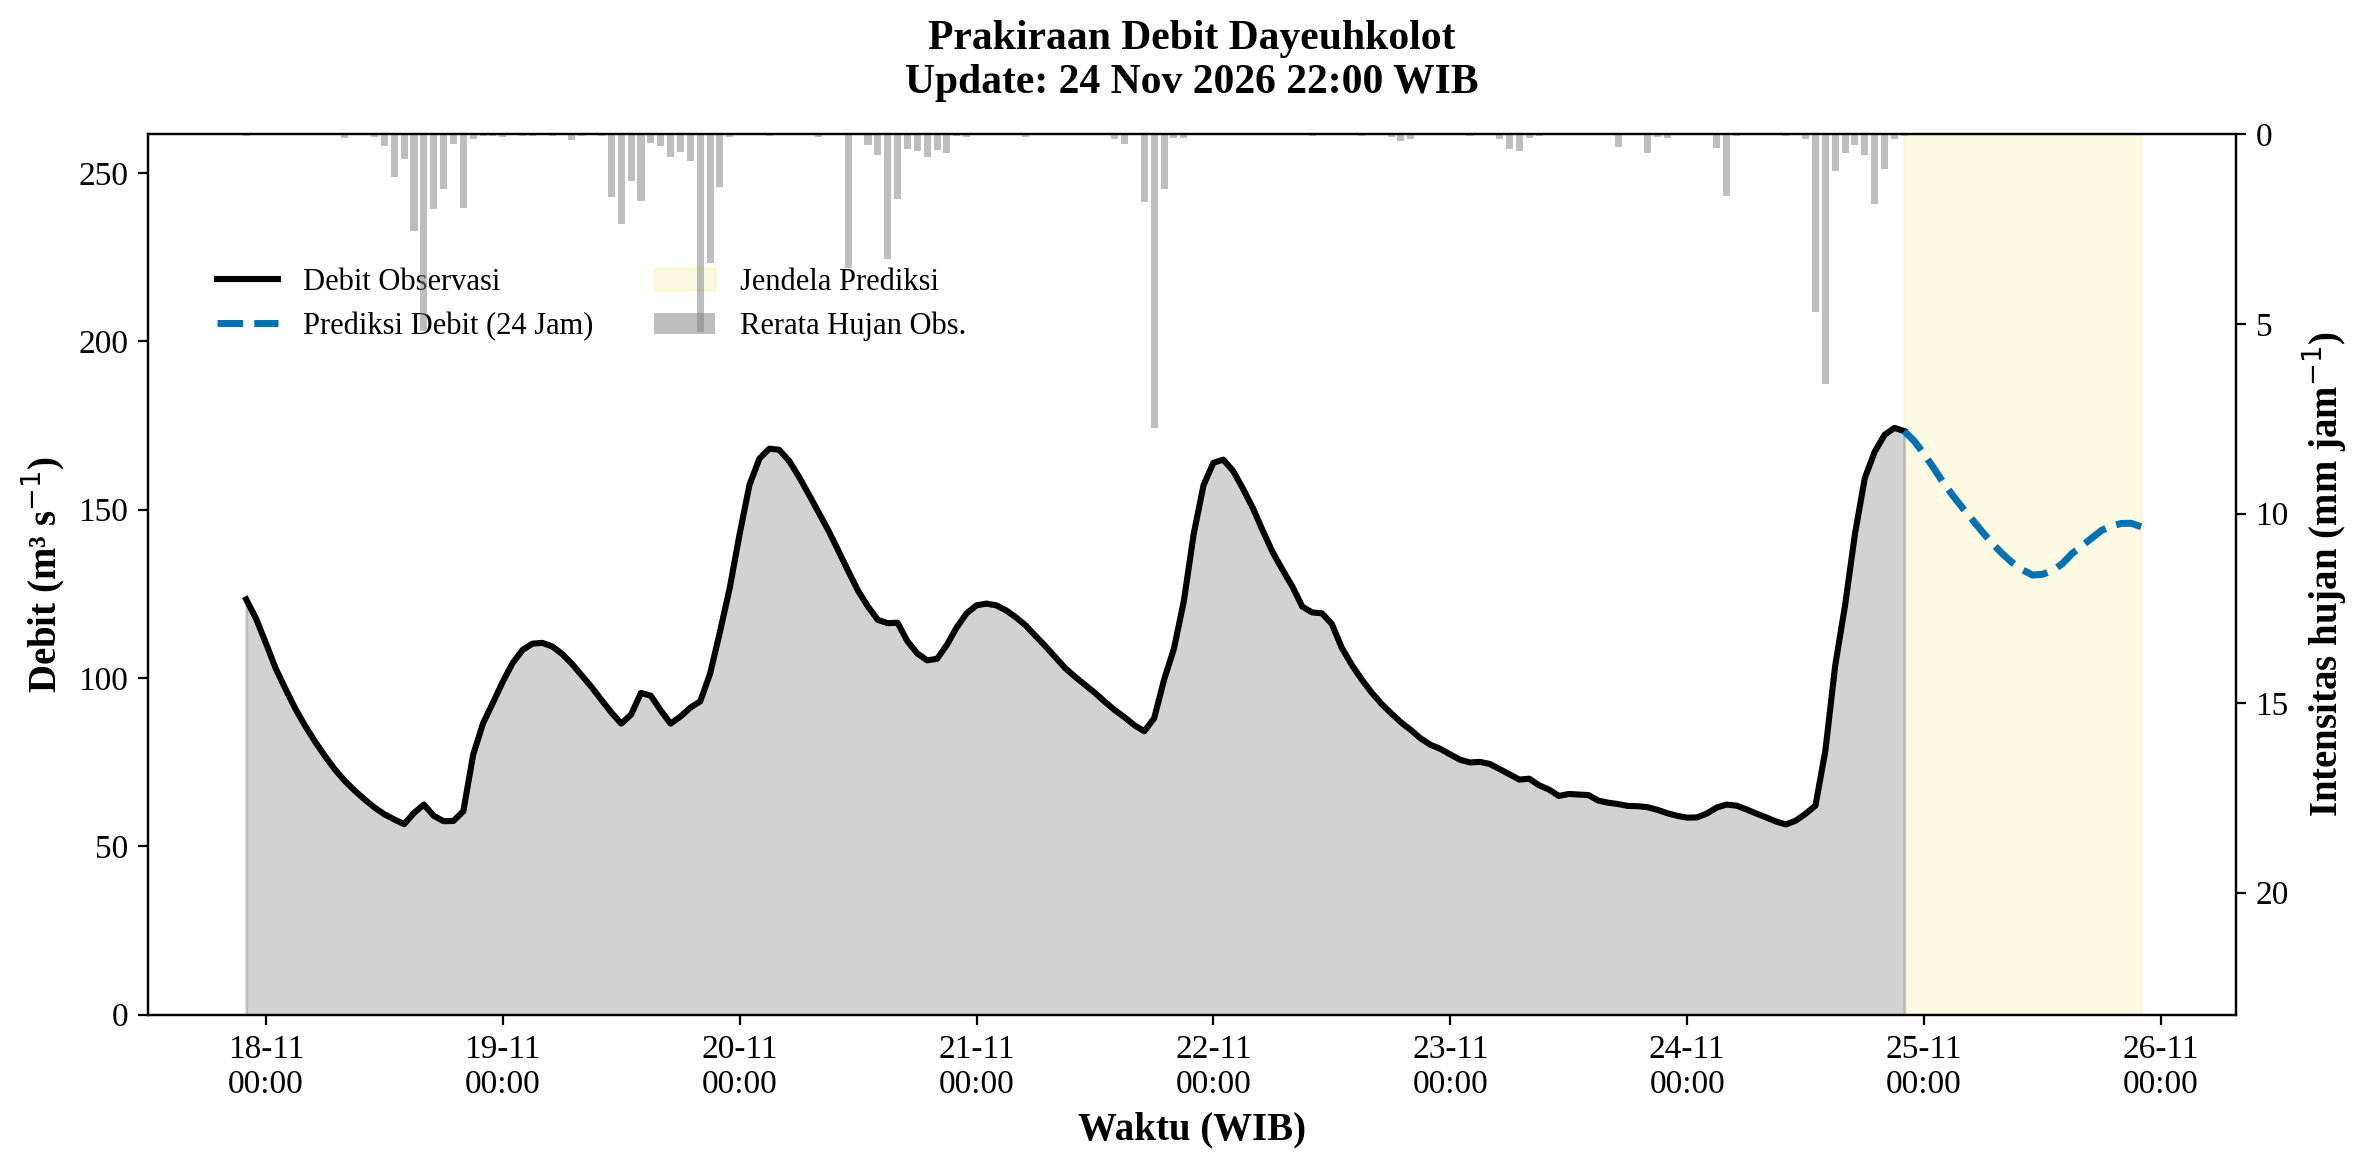 Prakiraan Debit Dayeuhkolot
Update: 24 Nov 2026 22:00 WIB
Debit (m³ s⁻¹)
250
200
150
100
50
0
Debit Observasi
Prediksi Debit (24 Jam)
Jendela Prediksi
Rerata Hujan Obs.
0
5
10
15
20
Intensitas hujan (mm jam⁻¹)
18-11 19-11 20-11 21-11 22-11 23-11 24-11 25-11 26-11
00:00 00:00 00:00 00:00 00:00 00:00 00:00 00:00 00:00
Waktu (WIB)